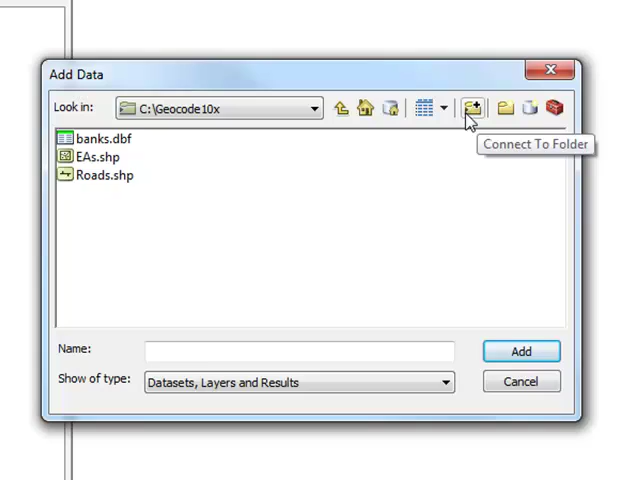 Add Data
Look in:
C:\Geocode10x
banks.dbf
Connect To Folder
EAs.shp
Roads.shp
Name:
Add
Show of type:
Datasets, Layers and Results
Cancel